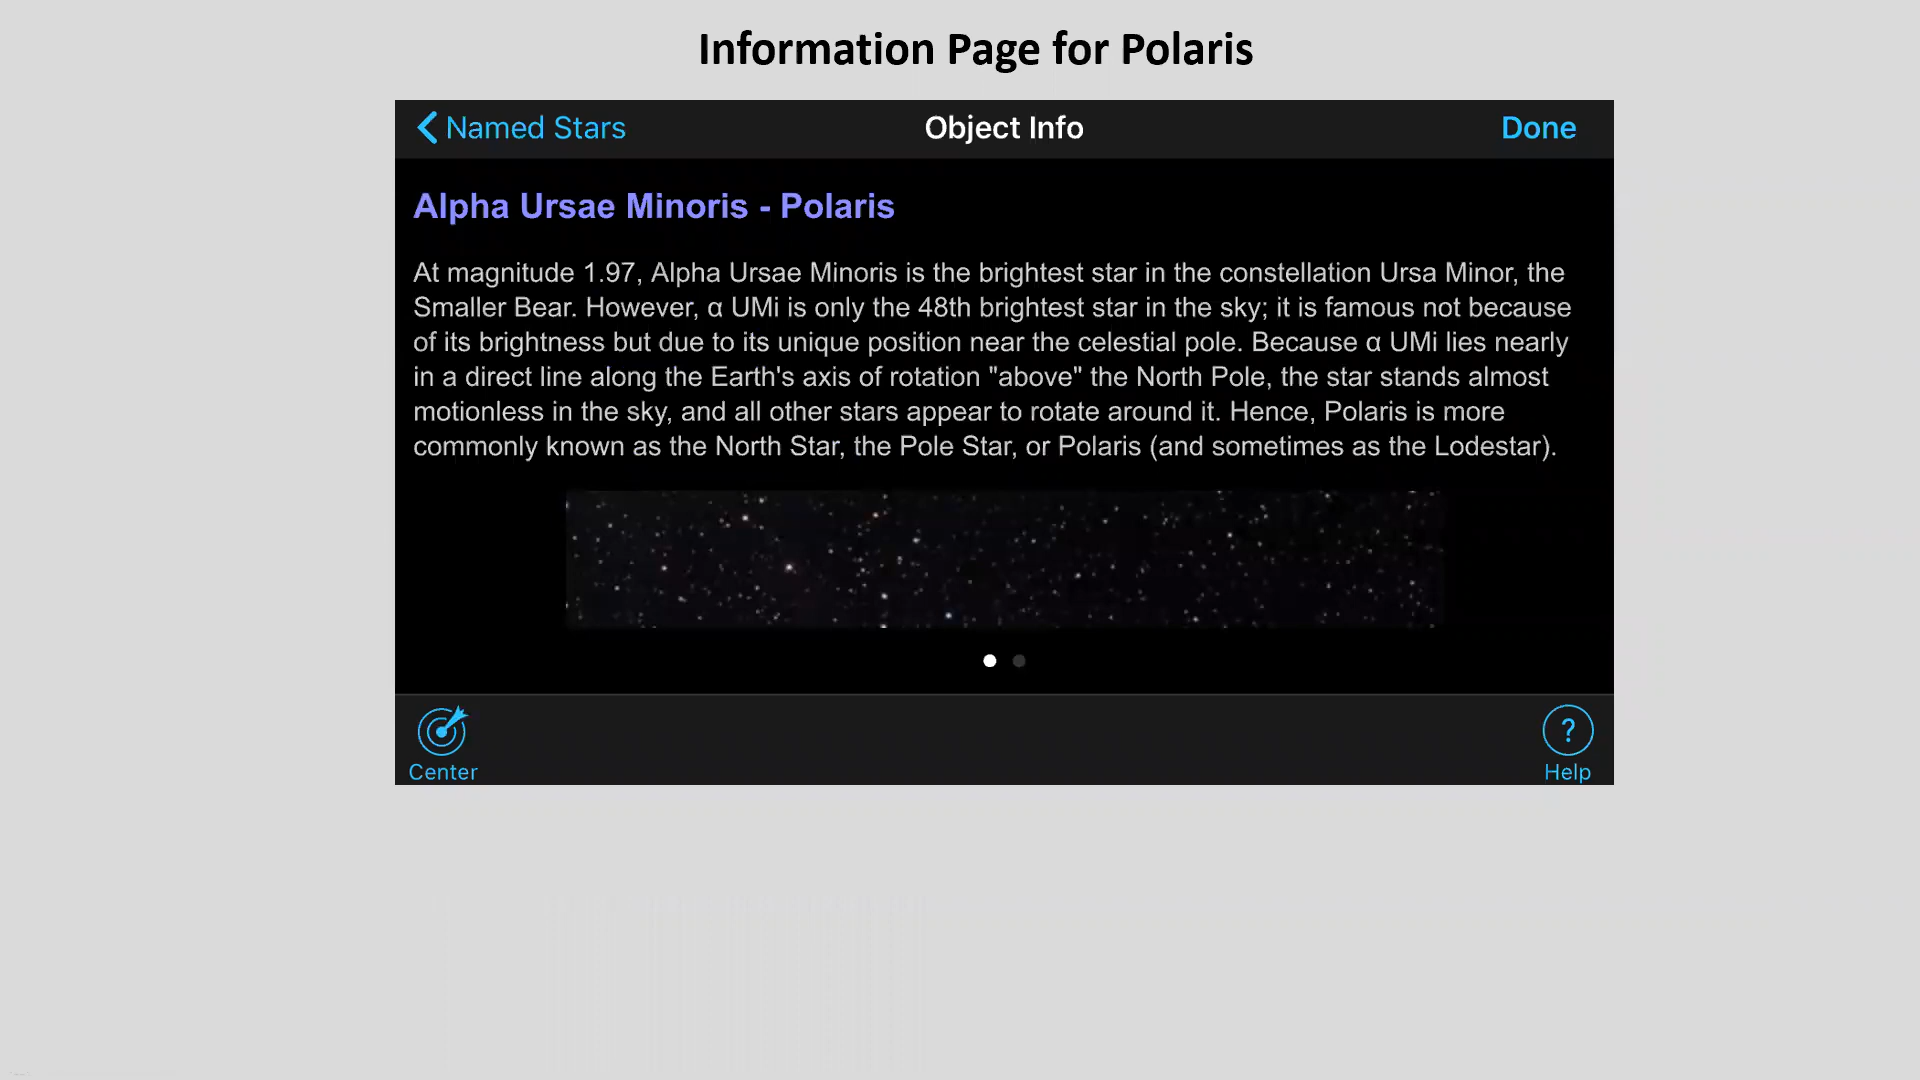 Information Page for Polaris
Named Stars
Object Info
Done
Alpha Ursae Minoris - Polaris
At magnitude 1.97, Alpha Ursae Minoris is the brightest star in the constellation Ursa Minor, the
Smaller Bear. However, α UMi is only the 48th brightest star in the sky; it is famous not because
of its brightness but due to its unique position near the celestial pole. Because α UMi lies nearly
in a direct line along the Earth's axis of rotation "above" the North Pole, the star stands almost
motionless in the sky, and all other stars appear to rotate around it. Hence, Polaris is more
commonly known as the North Star, the Pole Star, or Polaris (and sometimes as the Lodestar).
?
Center
Help